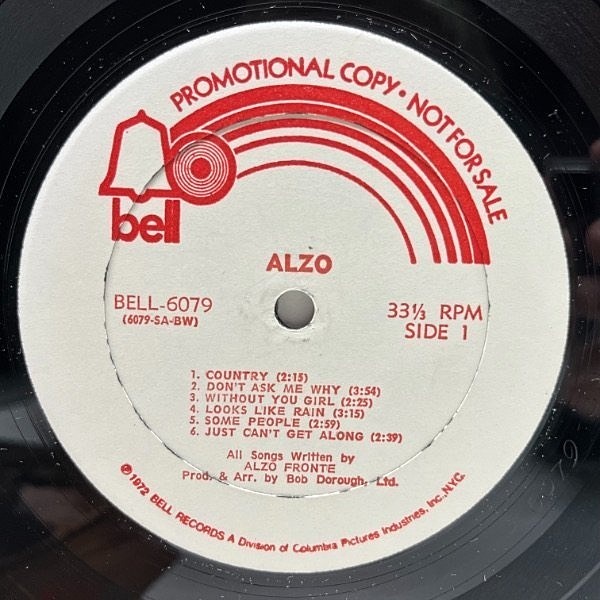 PROMOTIONAL COPY • NOT FOR SALE
bell
ALZO
BELL-6079
(6079-SA-BW)
33⅓ RPM
SIDE 1
1. COUNTRY (2:15)
2. DON'T ASK ME WHY (3:54)
3. WITHOUT YOU GIRL (2:25)
4. LOOKS LIKE RAIN (3:15)
5. SOME PEOPLE (2:59)
6. JUST CAN'T GET ALONG (2:39)
All Songs Written by
ALZO FRONTE
Prod. & Arr. by Bob Dorough, Ltd.
℗1972 BELL RECORDS A Division of Columbia Pictures Industries, Inc., N.Y.C.